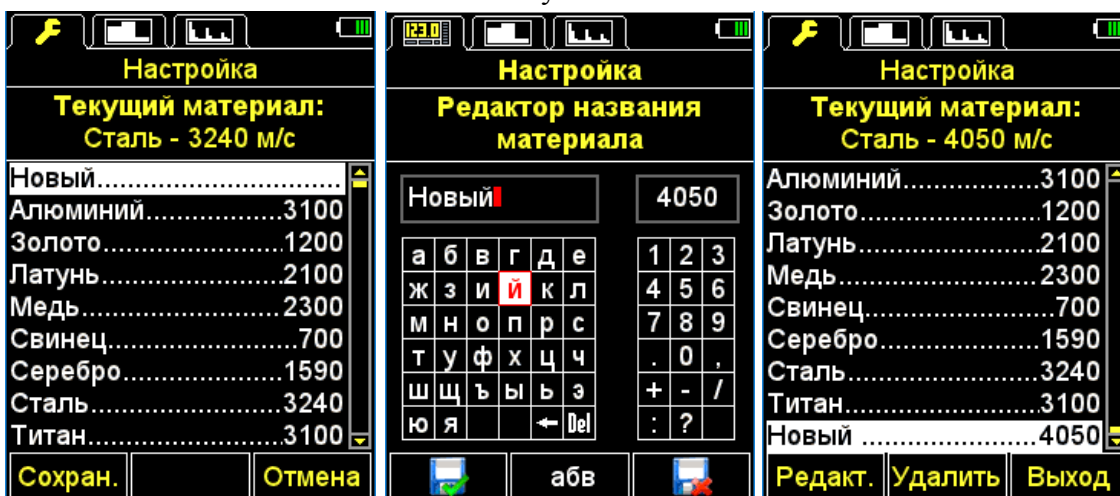 Настройка
Текущий материал:
Сталь - 3240 м/с
Новый..............................
Алюминий.................3100
Золото.......................1200
Латунь.......................2100
Медь..........................2300
Свинец........................700
Серебро....................1590
Сталь.........................3240
Титан..........................3100
Сохран.
Отмена
123.0
Настройка
Редактор названия
материала
Новый
4050
а б в г д е
ж з и й к л
м н о п р с
т у ф х ц ч
ш щ ъ ы ь э
ю я ← Del
1 2 3
4 5 6
7 8 9
. 0 ,
+ - /
: ?
абв
Настройка
Текущий материал:
Сталь - 4050 м/с
Алюминий.................3100
Золото.......................1200
Латунь.......................2100
Медь..........................2300
Свинец........................700
Серебро....................1590
Сталь.........................3240
Титан..........................3100
Новый ......................4050
Редакт.
Удалить
Выход